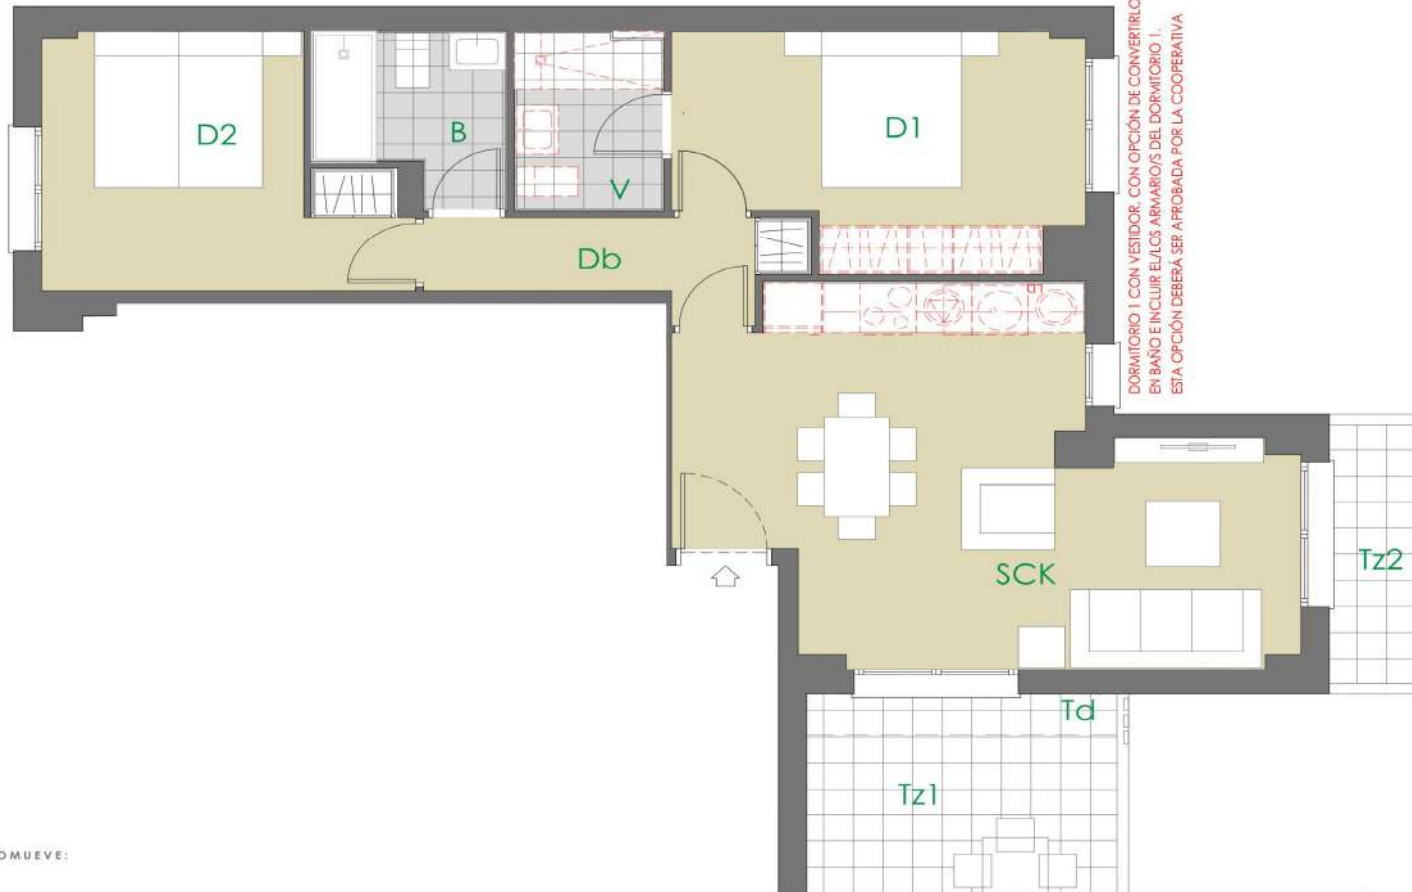 D2
B
V
D1
Db
SCK
Tz2
Td
Tz1
DORMITORIO 1 CON VESTIDOR, CON OPCIÓN DE CONVERTIRLO
EN BAÑO E INCLUIR EL/LOS ARMARIO/S DEL DORMITORIO 1.
ESTA OPCIÓN DEBERÁ SER APROBADA POR LA COOPERATIVA
OMUEVE: